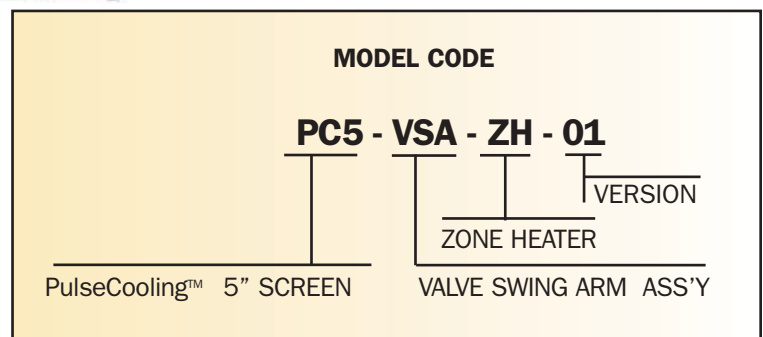 MODEL CODE
PC5 - VSA - ZH - 01
VERSION
ZONE HEATER
PulseCooling™ 5” SCREEN
VALVE SWING ARM ASS’Y